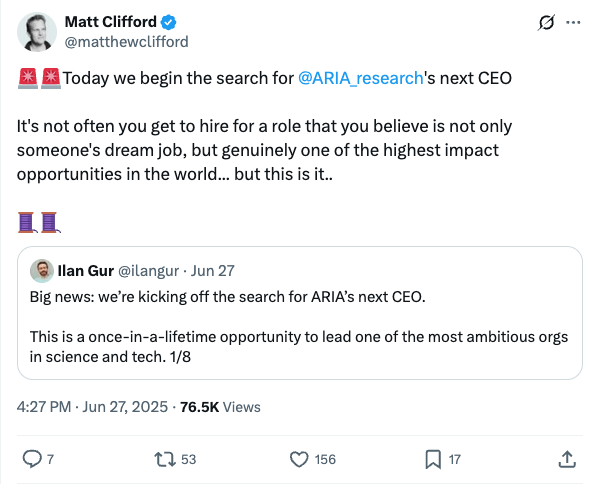 Matt Clifford
@matthewclifford
🚨🚨Today we begin the search for @ARIA_research's next CEO
It's not often you get to hire for a role that you believe is not only
someone's dream job, but genuinely one of the highest impact
opportunities in the world... but this is it..
🧵🧵
Ilan Gur @ilangur · Jun 27
Big news: we're kicking off the search for ARIA's next CEO.
This is a once-in-a-lifetime opportunity to lead one of the most ambitious orgs
in science and tech. 1/8
4:27 PM · Jun 27, 2025 · 76.5K Views
7 53 156 17